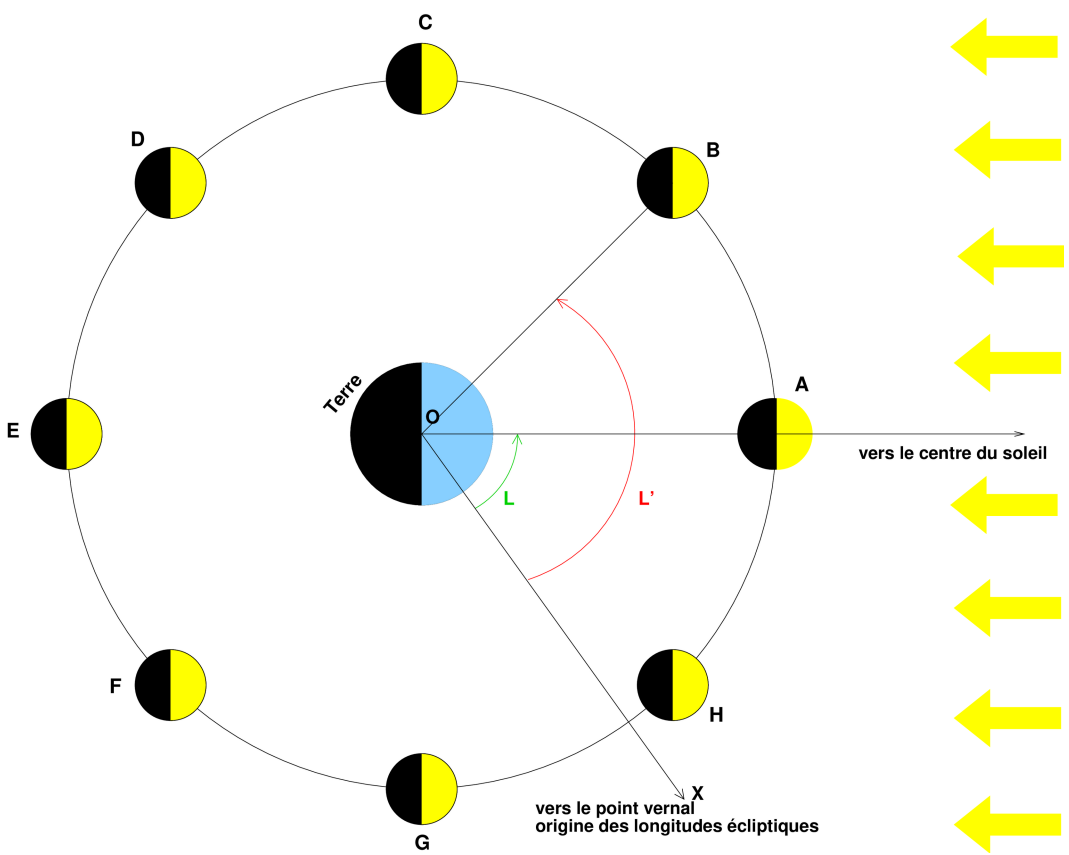 C
D
B
Terre
O
A
E
vers le centre du soleil
L
L’
F
H
X
vers le point vernal
origine des longitudes écliptiques
G